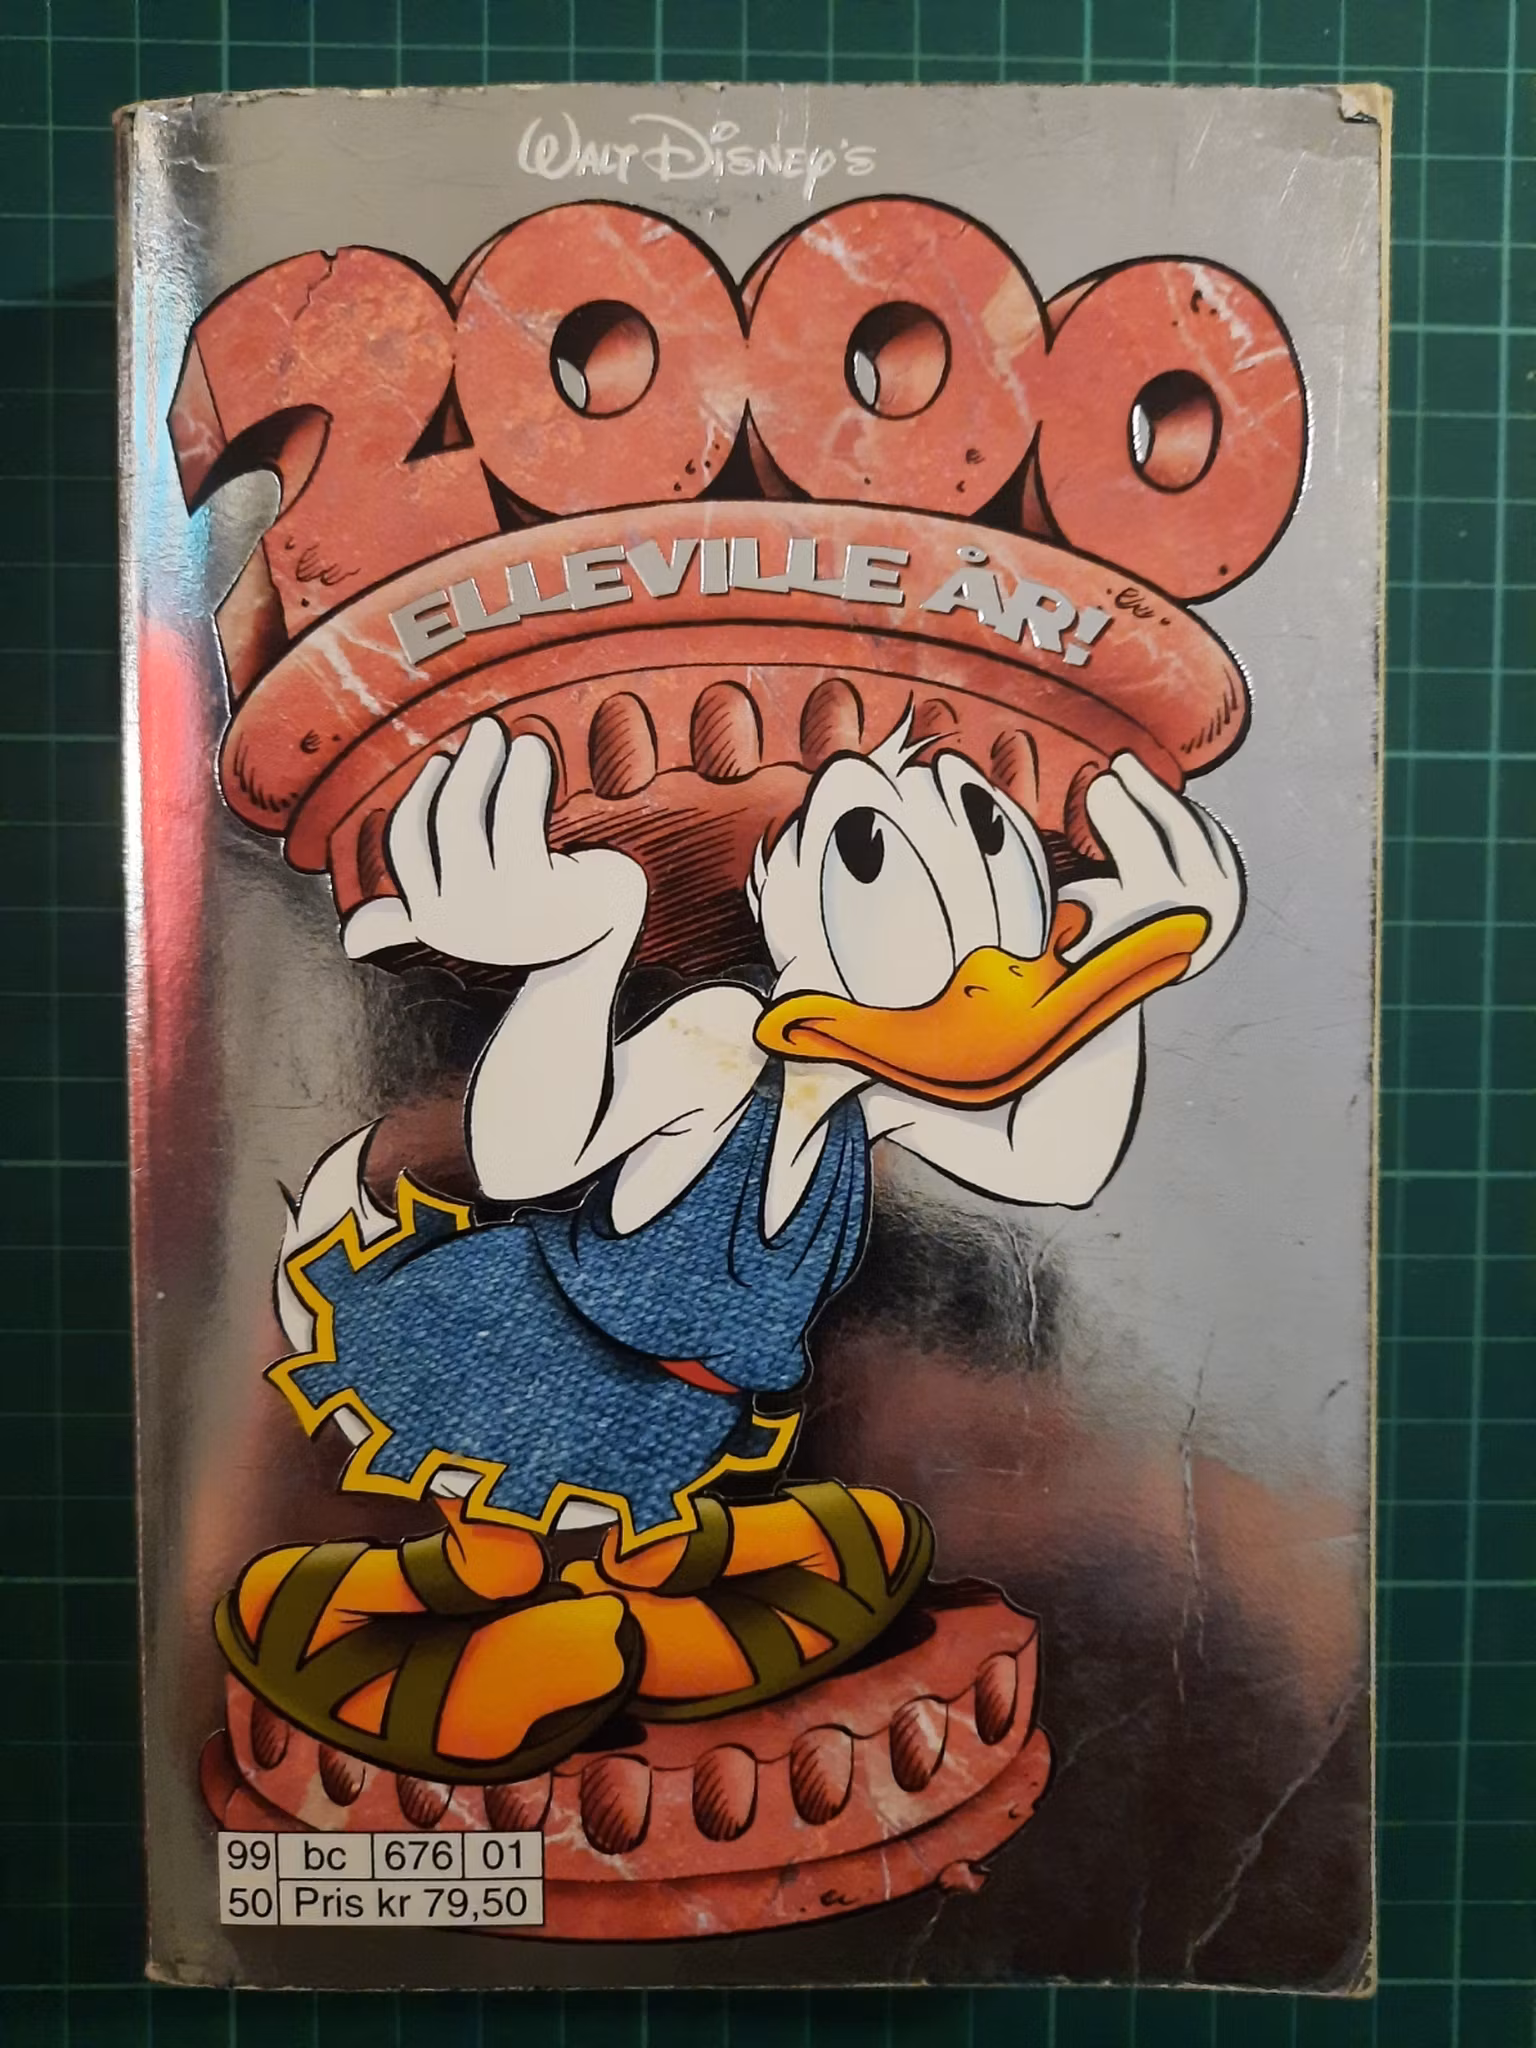 WALT DISNEY'S
2000
ELLEVILLE ÅR!
99 bc 676 01
50 Pris kr 79,50